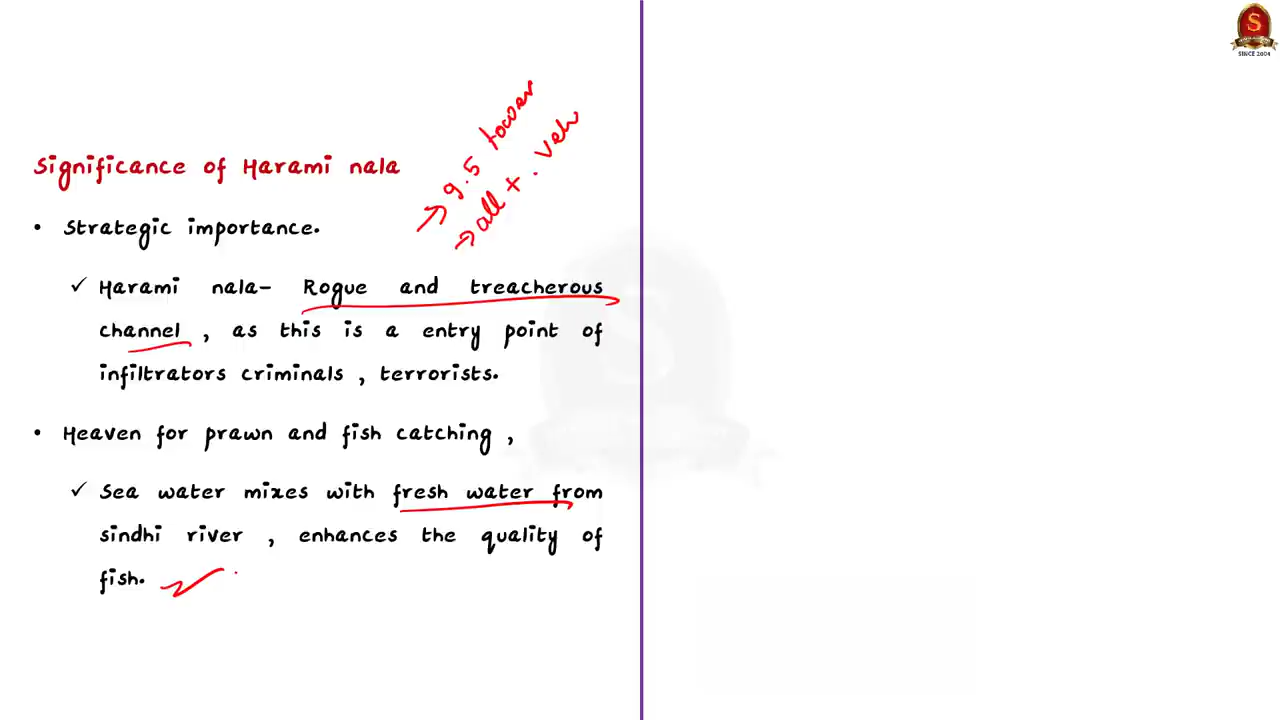 S
SINCE 2004
→ 9.5 tower
→ all + . veh
Significance of Harami nala
• Strategic importance.
✓ Harami nala- Rogue and treacherous
channel , as this is a entry point of
infiltrators criminals , terrorists.
• Heaven for prawn and fish catching ,
✓ Sea water mixes with fresh water from
sindhi river , enhances the quality of
fish.